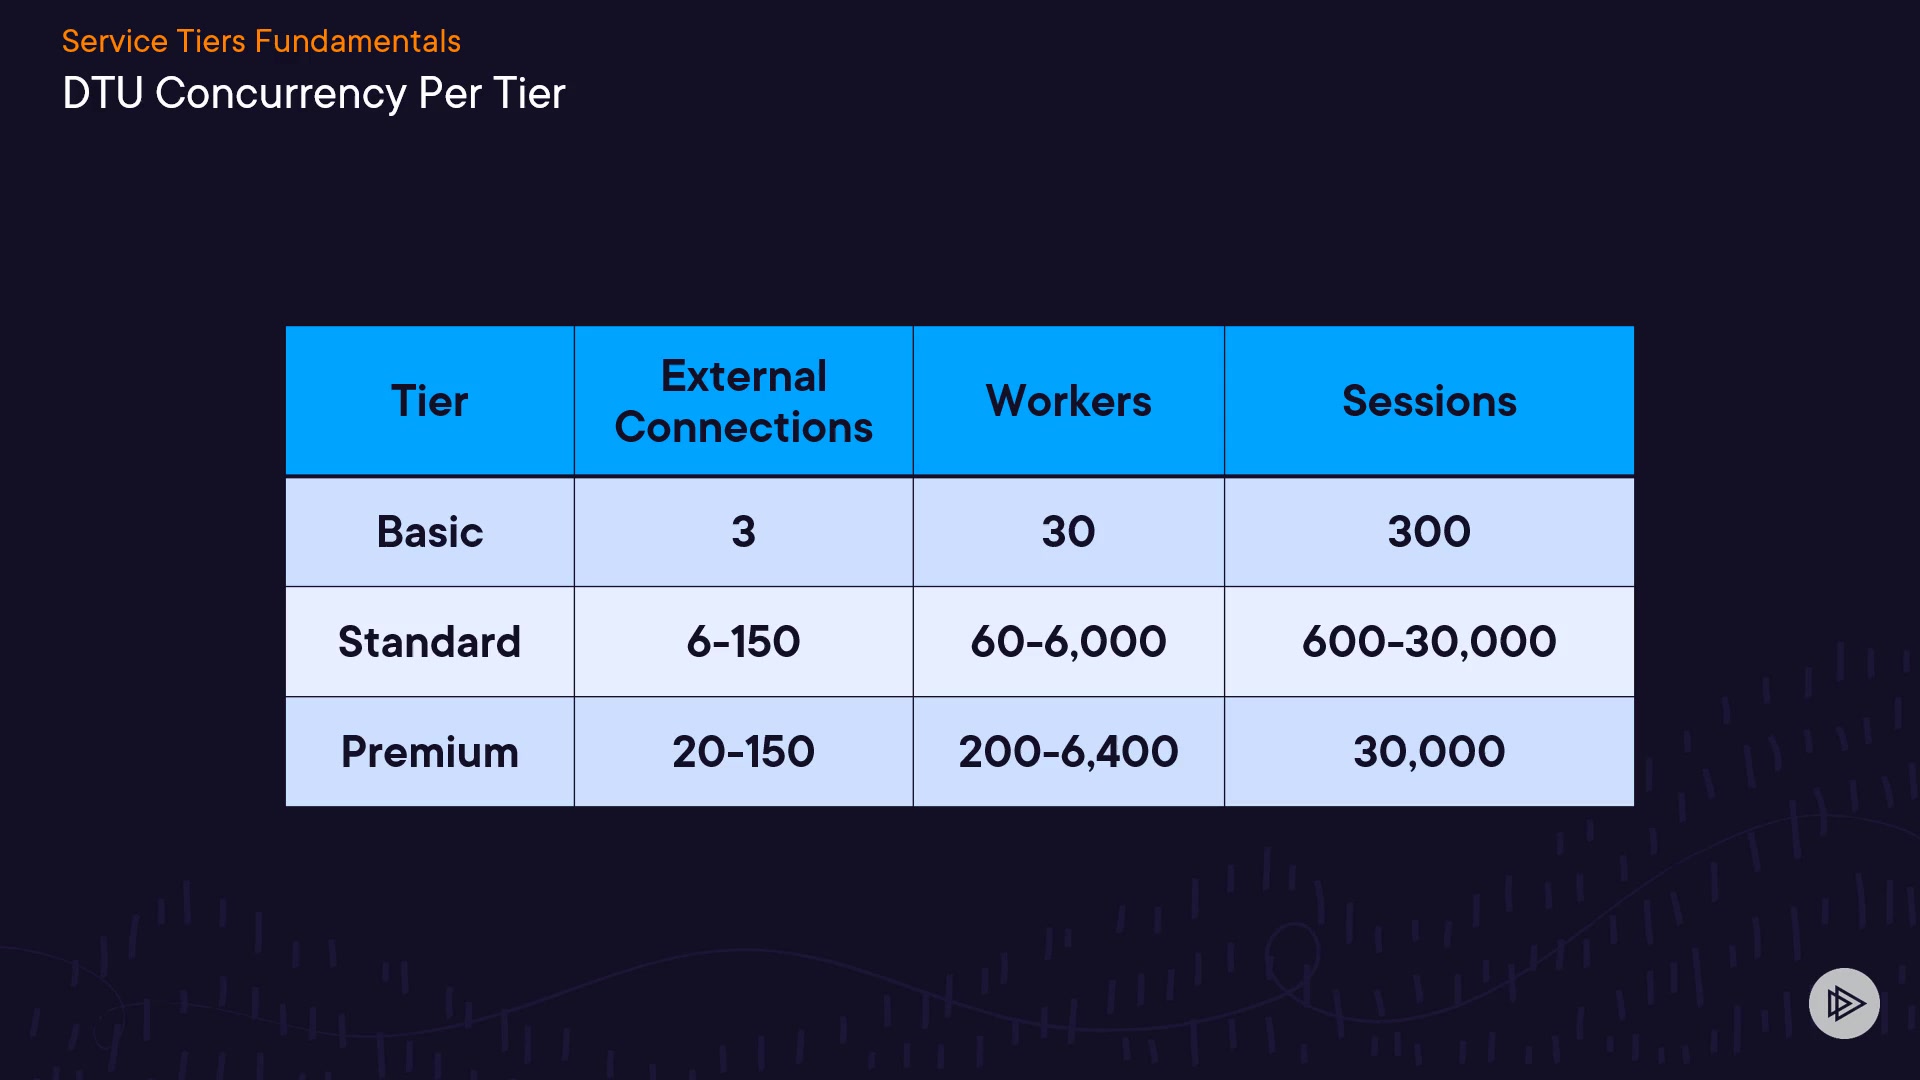 Service Tiers Fundamentals
DTU Concurrency Per Tier
Tier External Connections Workers Sessions
Basic 3 30 300
Standard 6-150 60-6,000 600-30,000
Premium 20-150 200-6,400 30,000